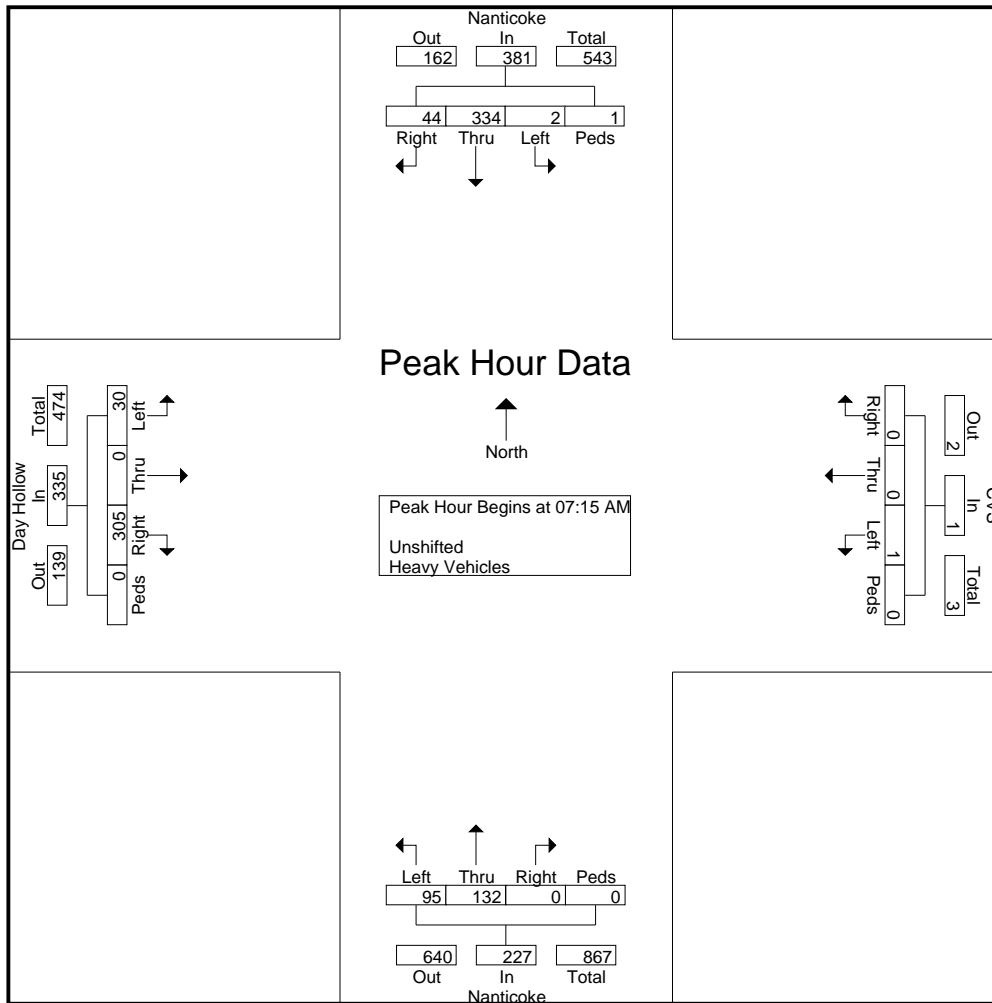 Nanticoke
Out In Total
162 381 543
44 334 2 1
Right Thru Left Peds
Peak Hour Data
North
Peak Hour Begins at 07:15 AM
Unshifted
Heavy Vehicles
Day Hollow
Total In Out
474 335 139
30 0 305 0
Left Thru Right Peds
Right Thru Left Peds
0 0 1 0
Out In Total
2 1 3
Left Thru Right Peds
95 132 0 0
640 227 867
Out In Total
Nanticoke